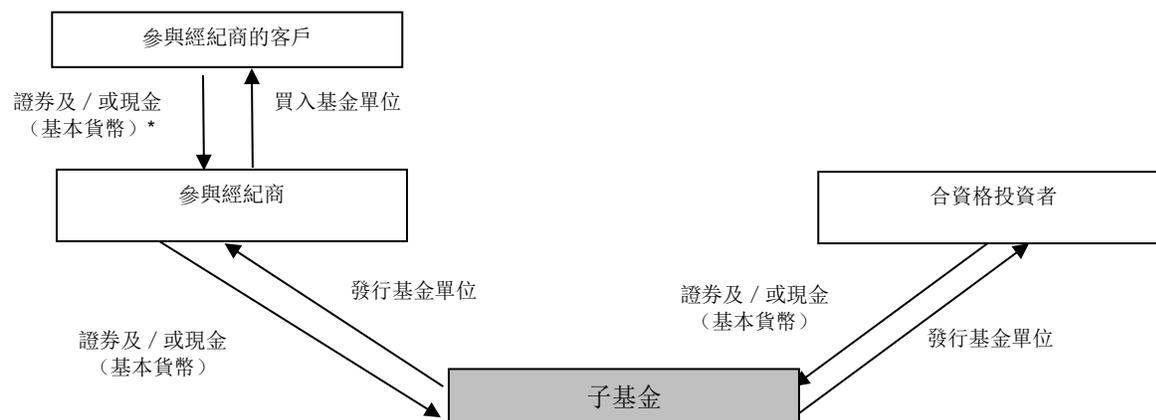 參與經紀商的客戶
證券及 / 或現金
（基本貨幣）*
買入基金單位
參與經紀商
合資格投資者
發行基金單位
證券及 / 或現金
（基本貨幣）
證券及 / 或現金
（基本貨幣）
發行基金單位
子基金